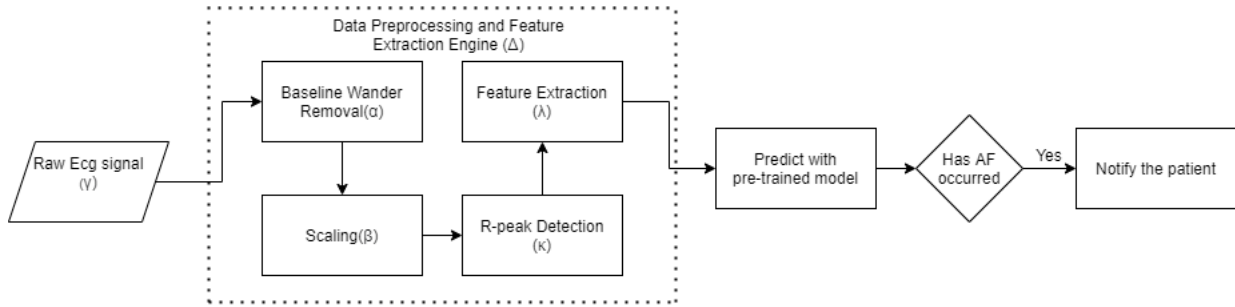 Data Preprocessing and Feature
Extraction Engine (Δ)
Baseline Wander
Removal(α)
Feature Extraction
(λ)
Raw Ecg signal
(γ)
Predict with
pre-trained model
Has AF
occurred
Yes
Notify the patient
Scaling(β)
R-peak Detection
(κ)